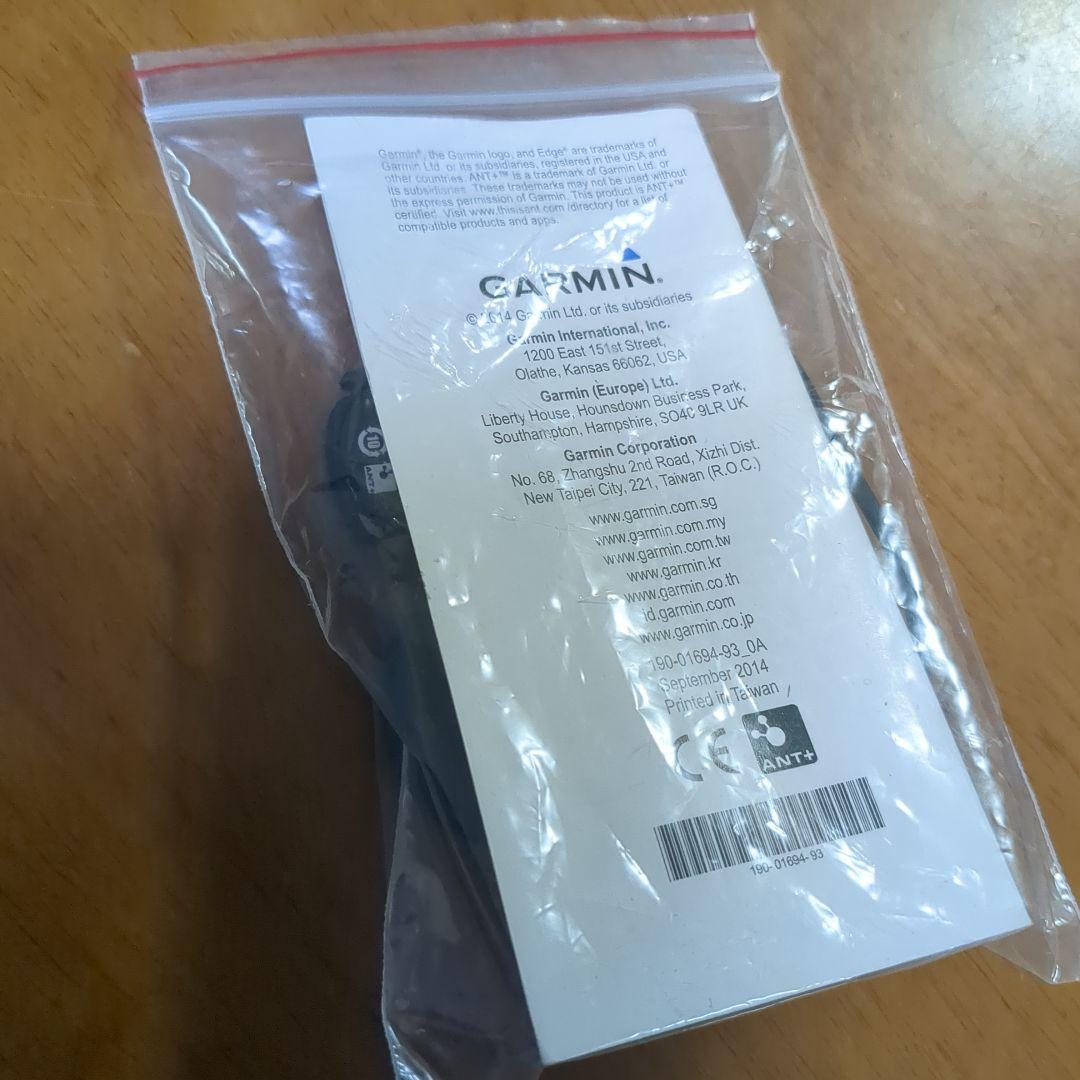 Garmin®, the Garmin logo, and Edge® are trademarks of
Garmin Ltd. or its subsidiaries, registered in the USA and
other countries. ANT+™ is a trademark of Garmin Ltd. or
its subsidiaries. These trademarks may not be used without
the express permission of Garmin. This product is ANT+™
certified. Visit www.thisisant.com/directory for a list of
compatible products and apps.
GARMIN®
© 2014 Garmin Ltd. or its subsidiaries
Garmin International, Inc.
1200 East 151st Street,
Olathe, Kansas 66062, USA
Garmin (Europe) Ltd.
Liberty House, Hounsdown Business Park,
Southampton, Hampshire, SO40 9LR UK
Garmin Corporation
No. 68, Zhangshu 2nd Road, Xizhi Dist.
New Taipei City, 221, Taiwan (R.O.C.)
www.garmin.com.sg
www.garmin.com.my
www.garmin.com.tw
www.garmin.kr
www.garmin.co.th
id.garmin.com
www.garmin.co.jp
190-01694-93_0A
September 2014
Printed in Taiwan
CE
ANT+
190-01694-93
10
ANT+